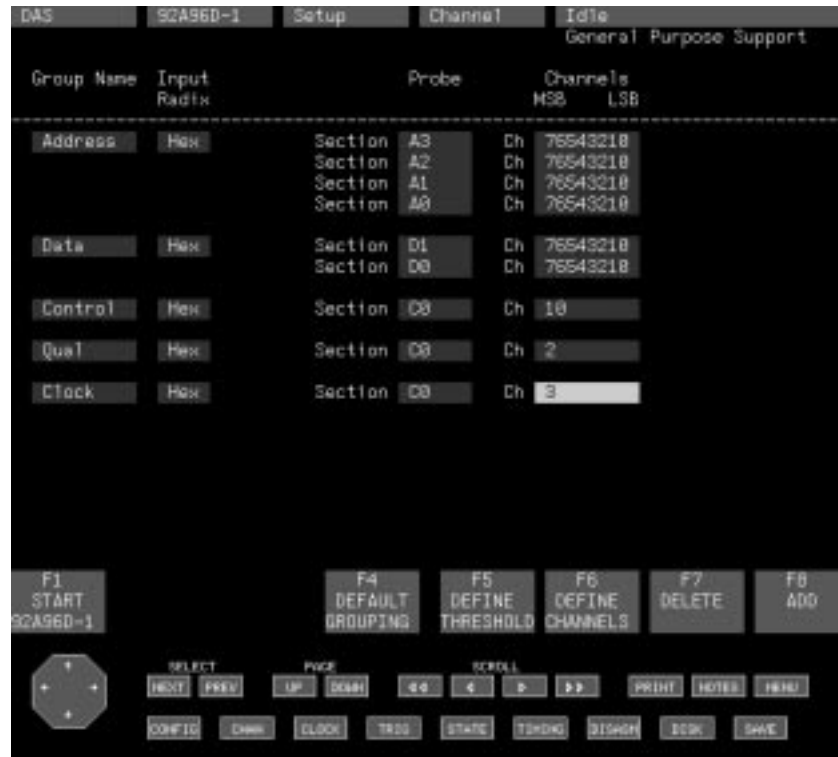 DAS 92A96D-1 Setup Channel Idle
General Purpose Support
Group Name Input Probe Channels
Radix MSB LSB
Address Hex Section A3 Ch 76543210
Section A2 Ch 76543210
Section A1 Ch 76543210
Section A0 Ch 76543210
Data Hex Section D1 Ch 76543210
Section D0 Ch 76543210
Control Hex Section C0 Ch 10
Qual Hex Section C0 Ch 2
Clock Hex Section C0 Ch 3
F1 F4 F5 F6 F7 F8
START DEFAULT DEFINE DEFINE DELETE ADD
92A96D-1 GROUPING THRESHOLD CHANNELS
SELECT PAGE SCROLL
NEXT PREV UP DOWN PRINT NOTES MENU
CONFIG CHAN CLOCK TRIG STATE TIMING DISASM DISK SAVE